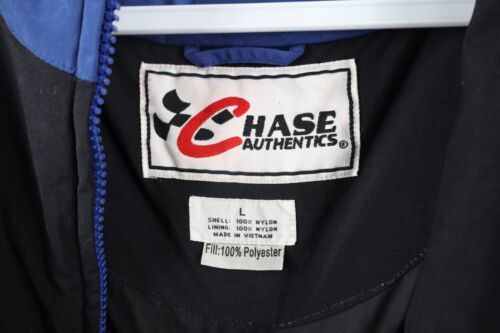 CHASE
AUTHENTICS®
L
SHELL: 100% NYLON
LINING: 100% NYLON
MADE IN VIETNAM
Fill:100% Polyester